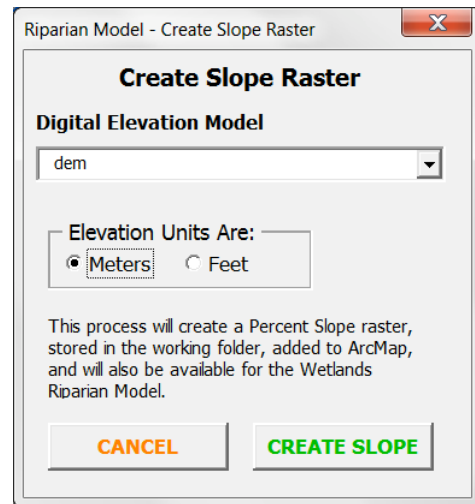 Riparian Model - Create Slope Raster
Create Slope Raster
Digital Elevation Model
dem
Elevation Units Are:
Meters Feet
This process will create a Percent Slope raster,
stored in the working folder, added to ArcMap,
and will also be available for the Wetlands
Riparian Model.
CANCEL CREATE SLOPE